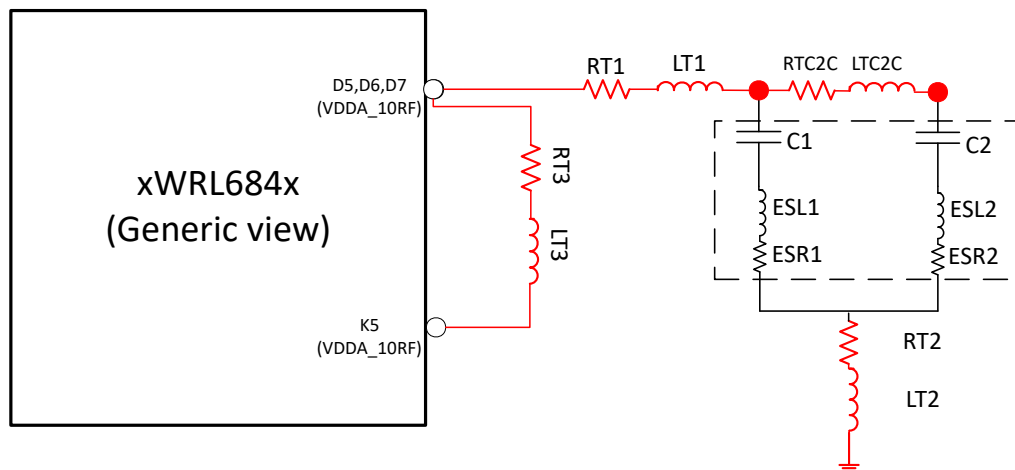 D5,D6,D7
(VDDA_10RF)
xWRL684x
(Generic view)
K5
(VDDA_10RF)
RT3
LT3
RT1
LT1
RTC2C
LTC2C
C1
C2
ESL1
ESL2
ESR1
ESR2
RT2
LT2